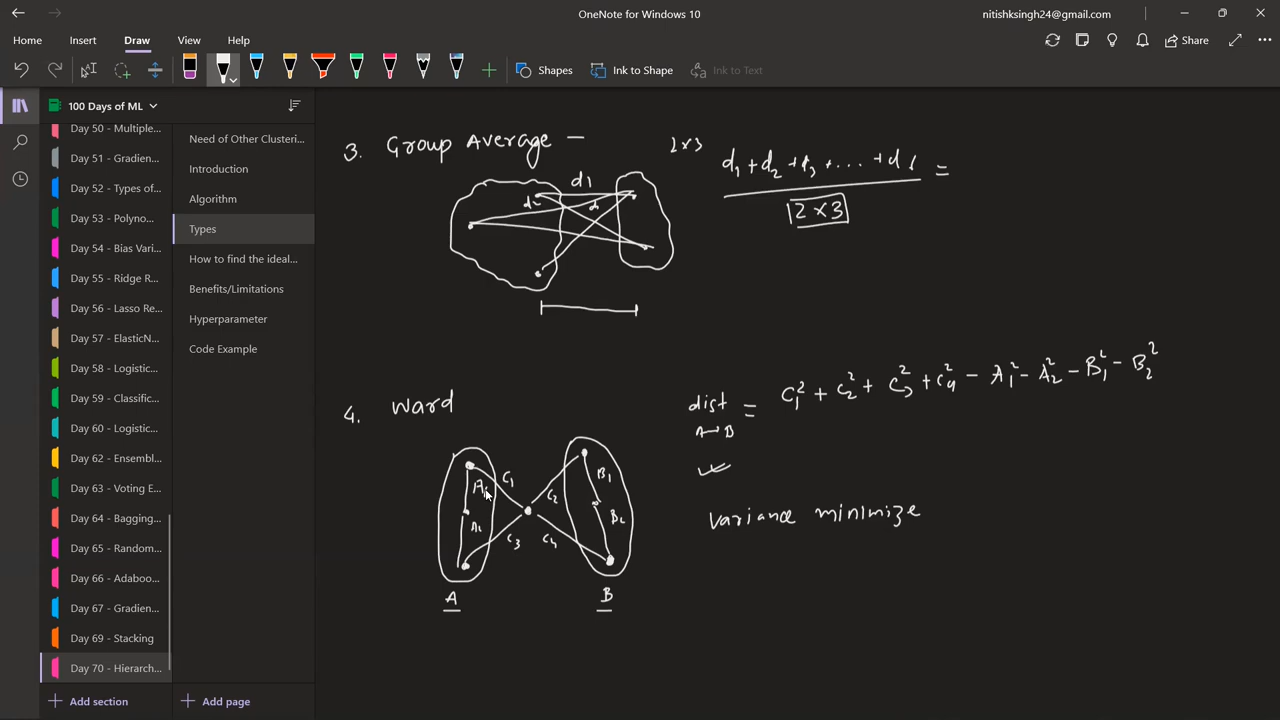 OneNote for Windows 10
nitishksingh24@gmail.com
Home Insert Draw View Help
Share
Shapes Ink to Shape Ink to Text
100 Days of ML
Day 50 - Multiple...
Day 51 - Gradien...
Day 52 - Types of...
Day 53 - Polyno...
Day 54 - Bias Vari...
Day 55 - Ridge R...
Day 56 - Lasso Re...
Day 57 - ElasticN...
Day 58 - Logistic...
Day 59 - Classific...
Day 60 - Logistic...
Day 62 - Ensembl...
Day 63 - Voting E...
Day 64 - Bagging...
Day 65 - Random...
Day 66 - Adaboo...
Day 67 - Gradien...
Day 69 - Stacking
Day 70 - Hierarch...
Add section
Need of Other Clusteri...
Introduction
Algorithm
Types
How to find the ideal...
Benefits/Limitations
Hyperparameter
Code Example
Add page
3. Group Average -
2x3
d1 + d2 + d3 + .... + d6 =
2 x 3
d1
d2
4. Ward
dist = C1² + C2² + C3² + C4² - A1² - A2² - B1² - B2²
A→B
variance minimize
A1 C1 C2 B1
A2 C3 C4 B2
A B